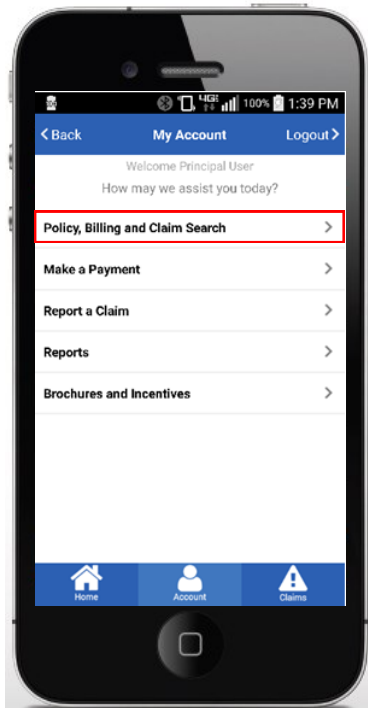 4G 100% 1:39 PM
Back My Account Logout
Welcome Principal User
How may we assist you today?
Policy, Billing and Claim Search
Make a Payment
Report a Claim
Reports
Brochures and Incentives
Home Account Claims